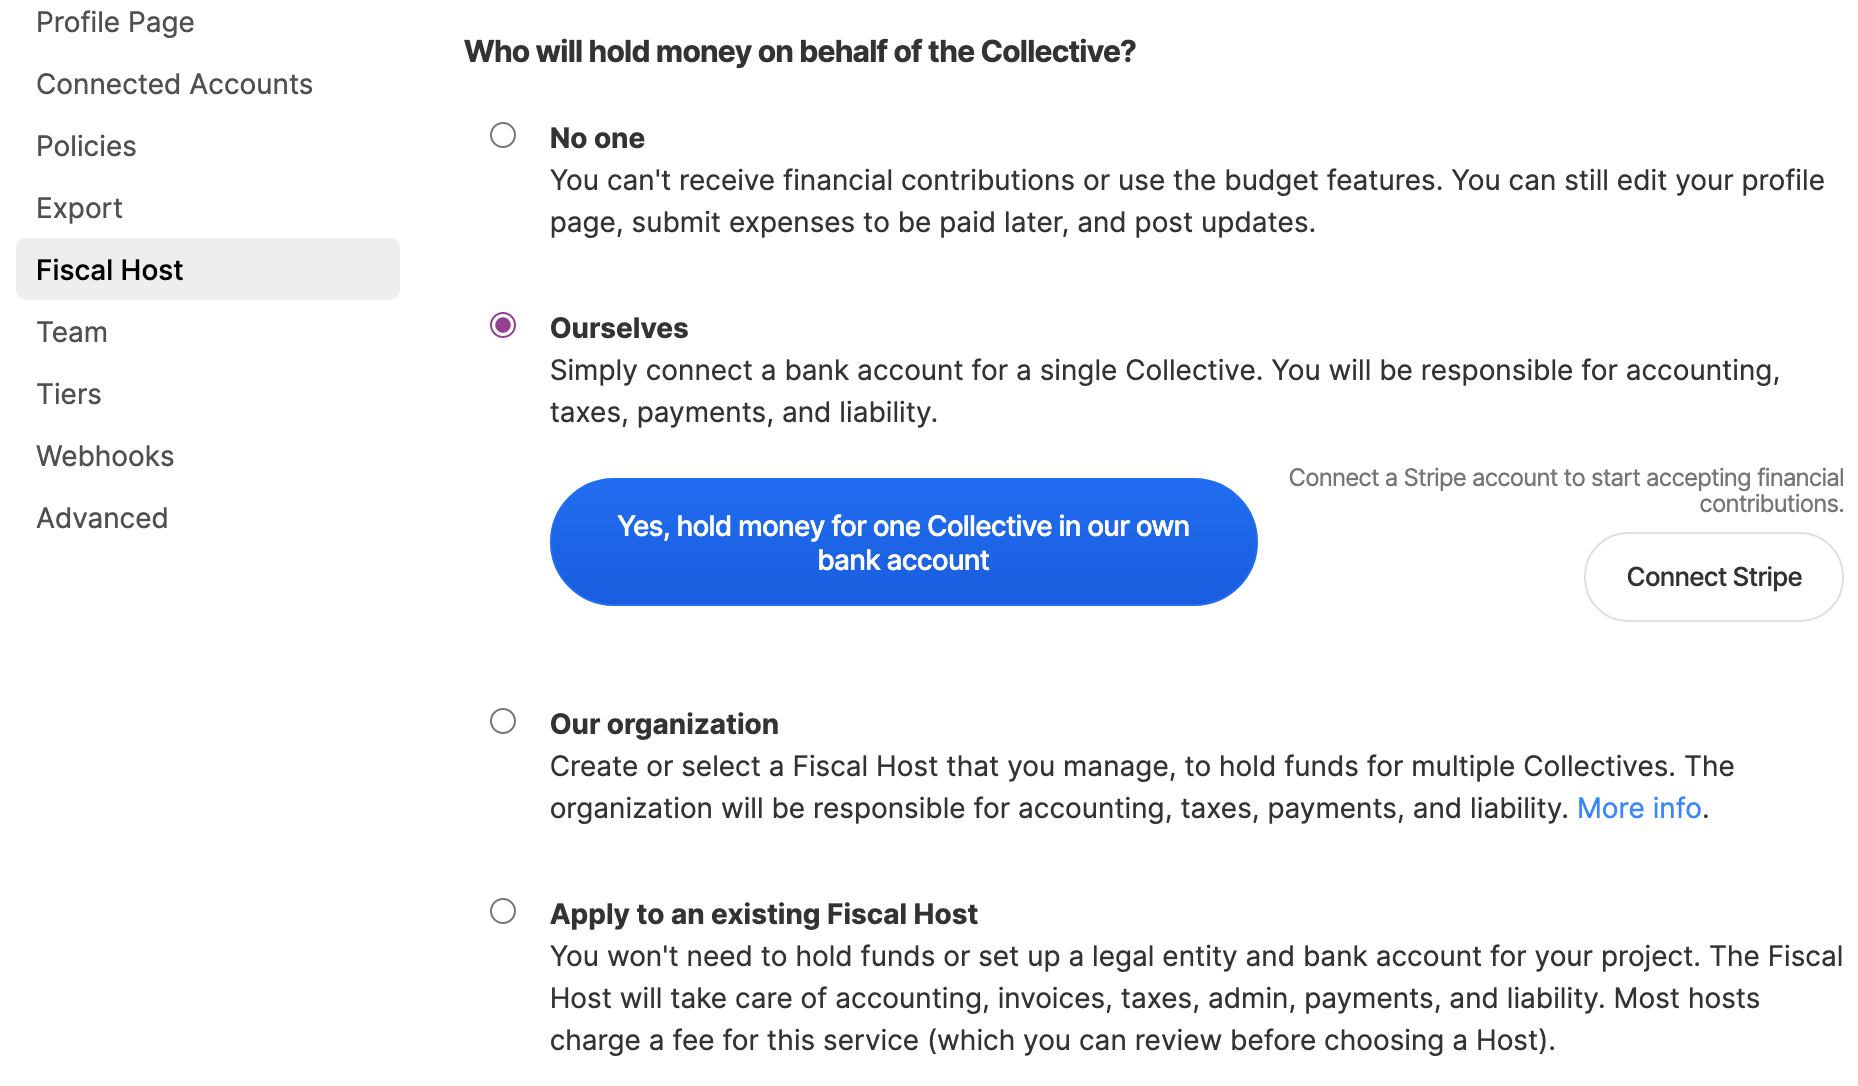 Profile Page
Connected Accounts
Policies
Export
Fiscal Host
Team
Tiers
Webhooks
Advanced
Who will hold money on behalf of the Collective?
No one
You can't receive financial contributions or use the budget features. You can still edit your profile
page, submit expenses to be paid later, and post updates.
Ourselves
Simply connect a bank account for a single Collective. You will be responsible for accounting,
taxes, payments, and liability.
Yes, hold money for one Collective in our own
bank account
Connect a Stripe account to start accepting financial
contributions.
Connect Stripe
Our organization
Create or select a Fiscal Host that you manage, to hold funds for multiple Collectives. The
organization will be responsible for accounting, taxes, payments, and liability. More info.
Apply to an existing Fiscal Host
You won't need to hold funds or set up a legal entity and bank account for your project. The Fiscal
Host will take care of accounting, invoices, taxes, admin, payments, and liability. Most hosts
charge a fee for this service (which you can review before choosing a Host).